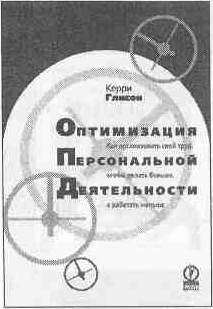 Керри
Глисон
ОПТИМИЗАЦИЯ
Как организовать свой труд,
ПЕРСОНАЛЬНОЙ
чтобы делать больше,
ДЕЯТЕЛЬНОСТИ
а работать меньше